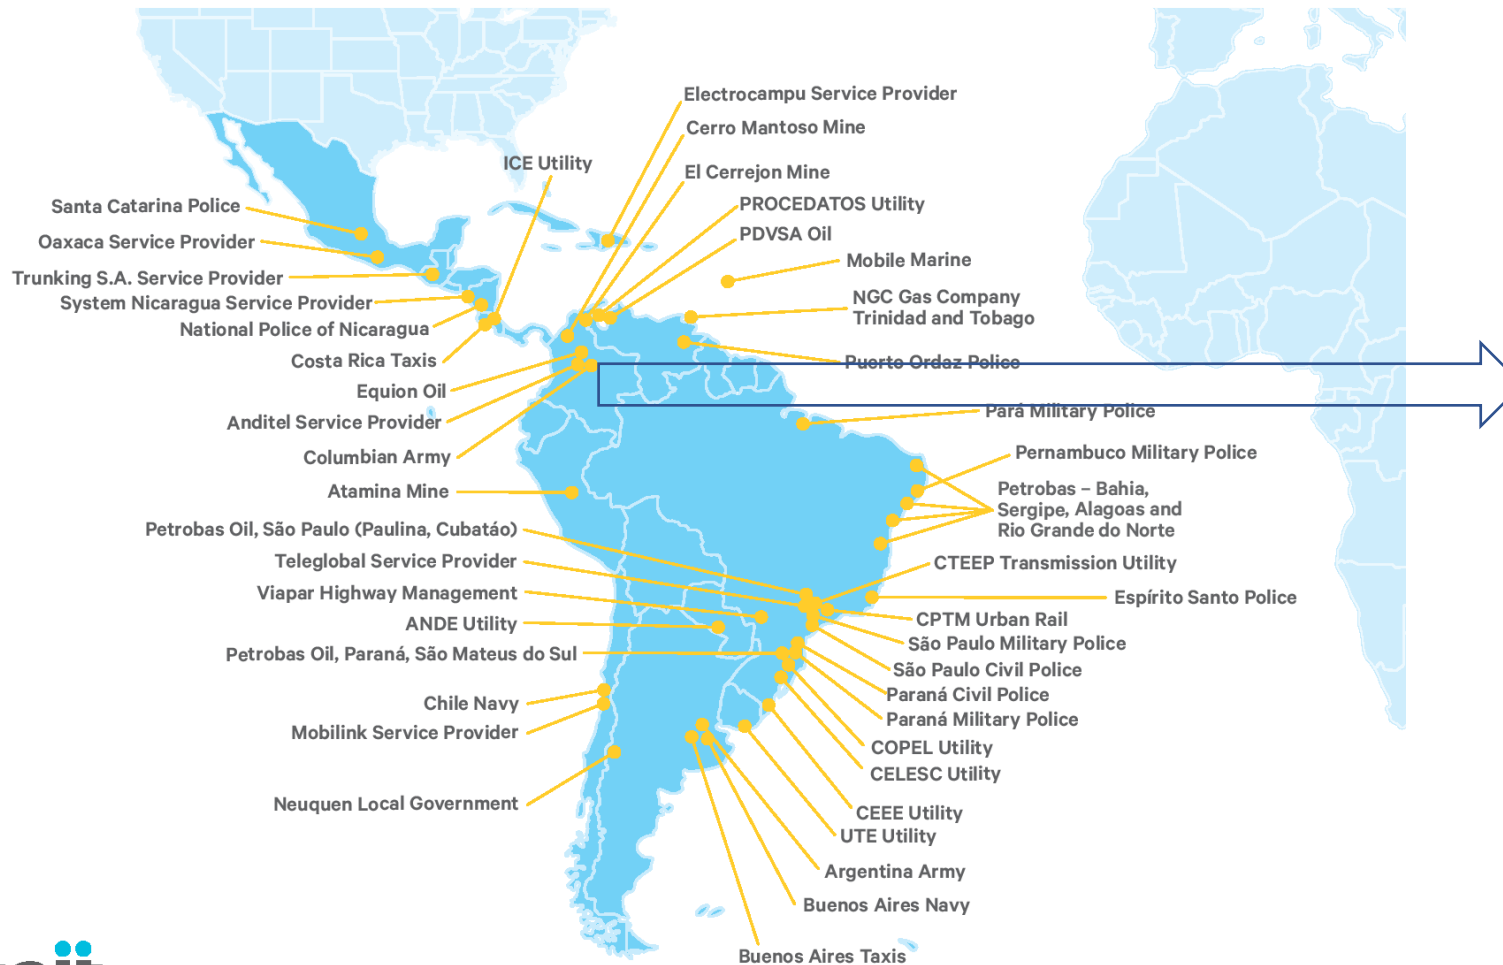 Electrocampu Service Provider
Cerro Mantoso Mine
ICE Utility
El Cerrejon Mine
PROCEDATOS Utility
PDVSA Oil
Santa Catarina Police
Oaxaca Service Provider
Mobile Marine
Trunking S.A. Service Provider
System Nicaragua Service Provider
NGC Gas Company
Trinidad and Tobago
National Police of Nicaragua
Costa Rica Taxis
Puerto Ordaz Police
Equion Oil
Anditel Service Provider
Pará Military Police
Columbian Army
Pernambuco Military Police
Atamina Mine
Petrobas – Bahia,
Sergipe, Alagoas and
Rio Grande do Norte
Petrobas Oil, São Paulo (Paulina, Cubatáo)
Teleglobal Service Provider
CTEEP Transmission Utility
Viapar Highway Management
Espírito Santo Police
ANDE Utility
CPTM Urban Rail
São Paulo Military Police
Petrobas Oil, Paraná, São Mateus do Sul
São Paulo Civil Police
Paraná Civil Police
Chile Navy
Paraná Military Police
Mobilink Service Provider
COPEL Utility
CELESC Utility
Neuquen Local Government
CEEE Utility
UTE Utility
Argentina Army
Buenos Aires Navy
Buenos Aires Taxis